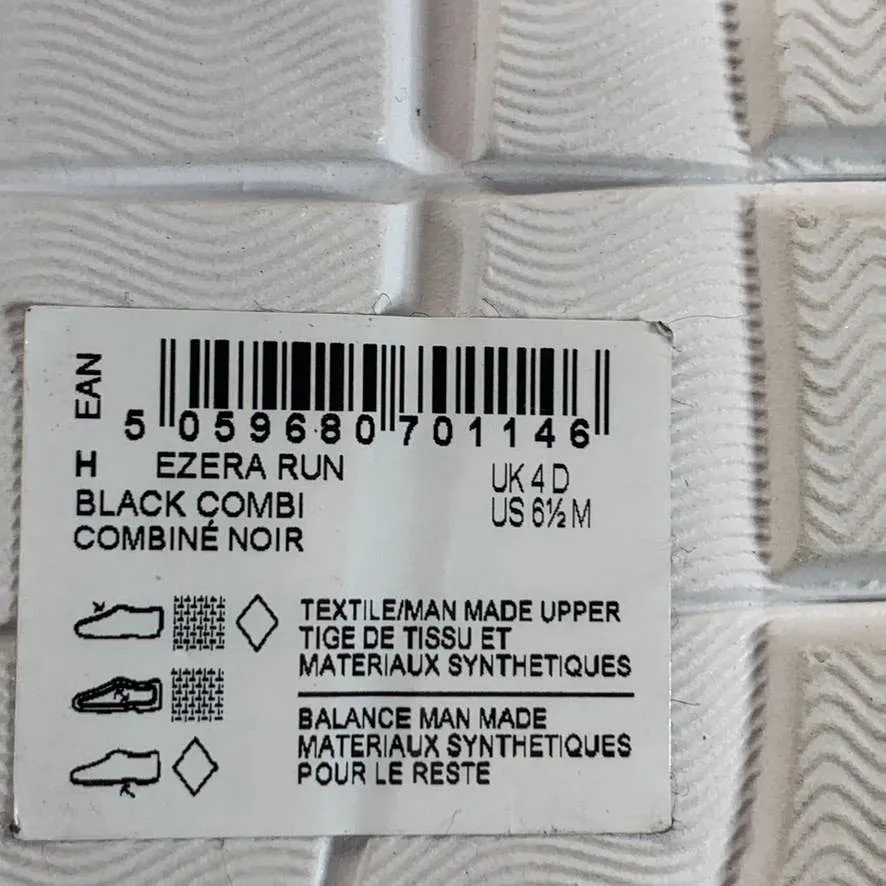 EAN
5 059680 701146
H EZERA RUN
BLACK COMBI
COMBINÉ NOIR
UK 4 D
US 6½ M
TEXTILE/MAN MADE UPPER
TIGE DE TISSU ET
MATERIAUX SYNTHETIQUES
BALANCE MAN MADE
MATERIAUX SYNTHETIQUES
POUR LE RESTE